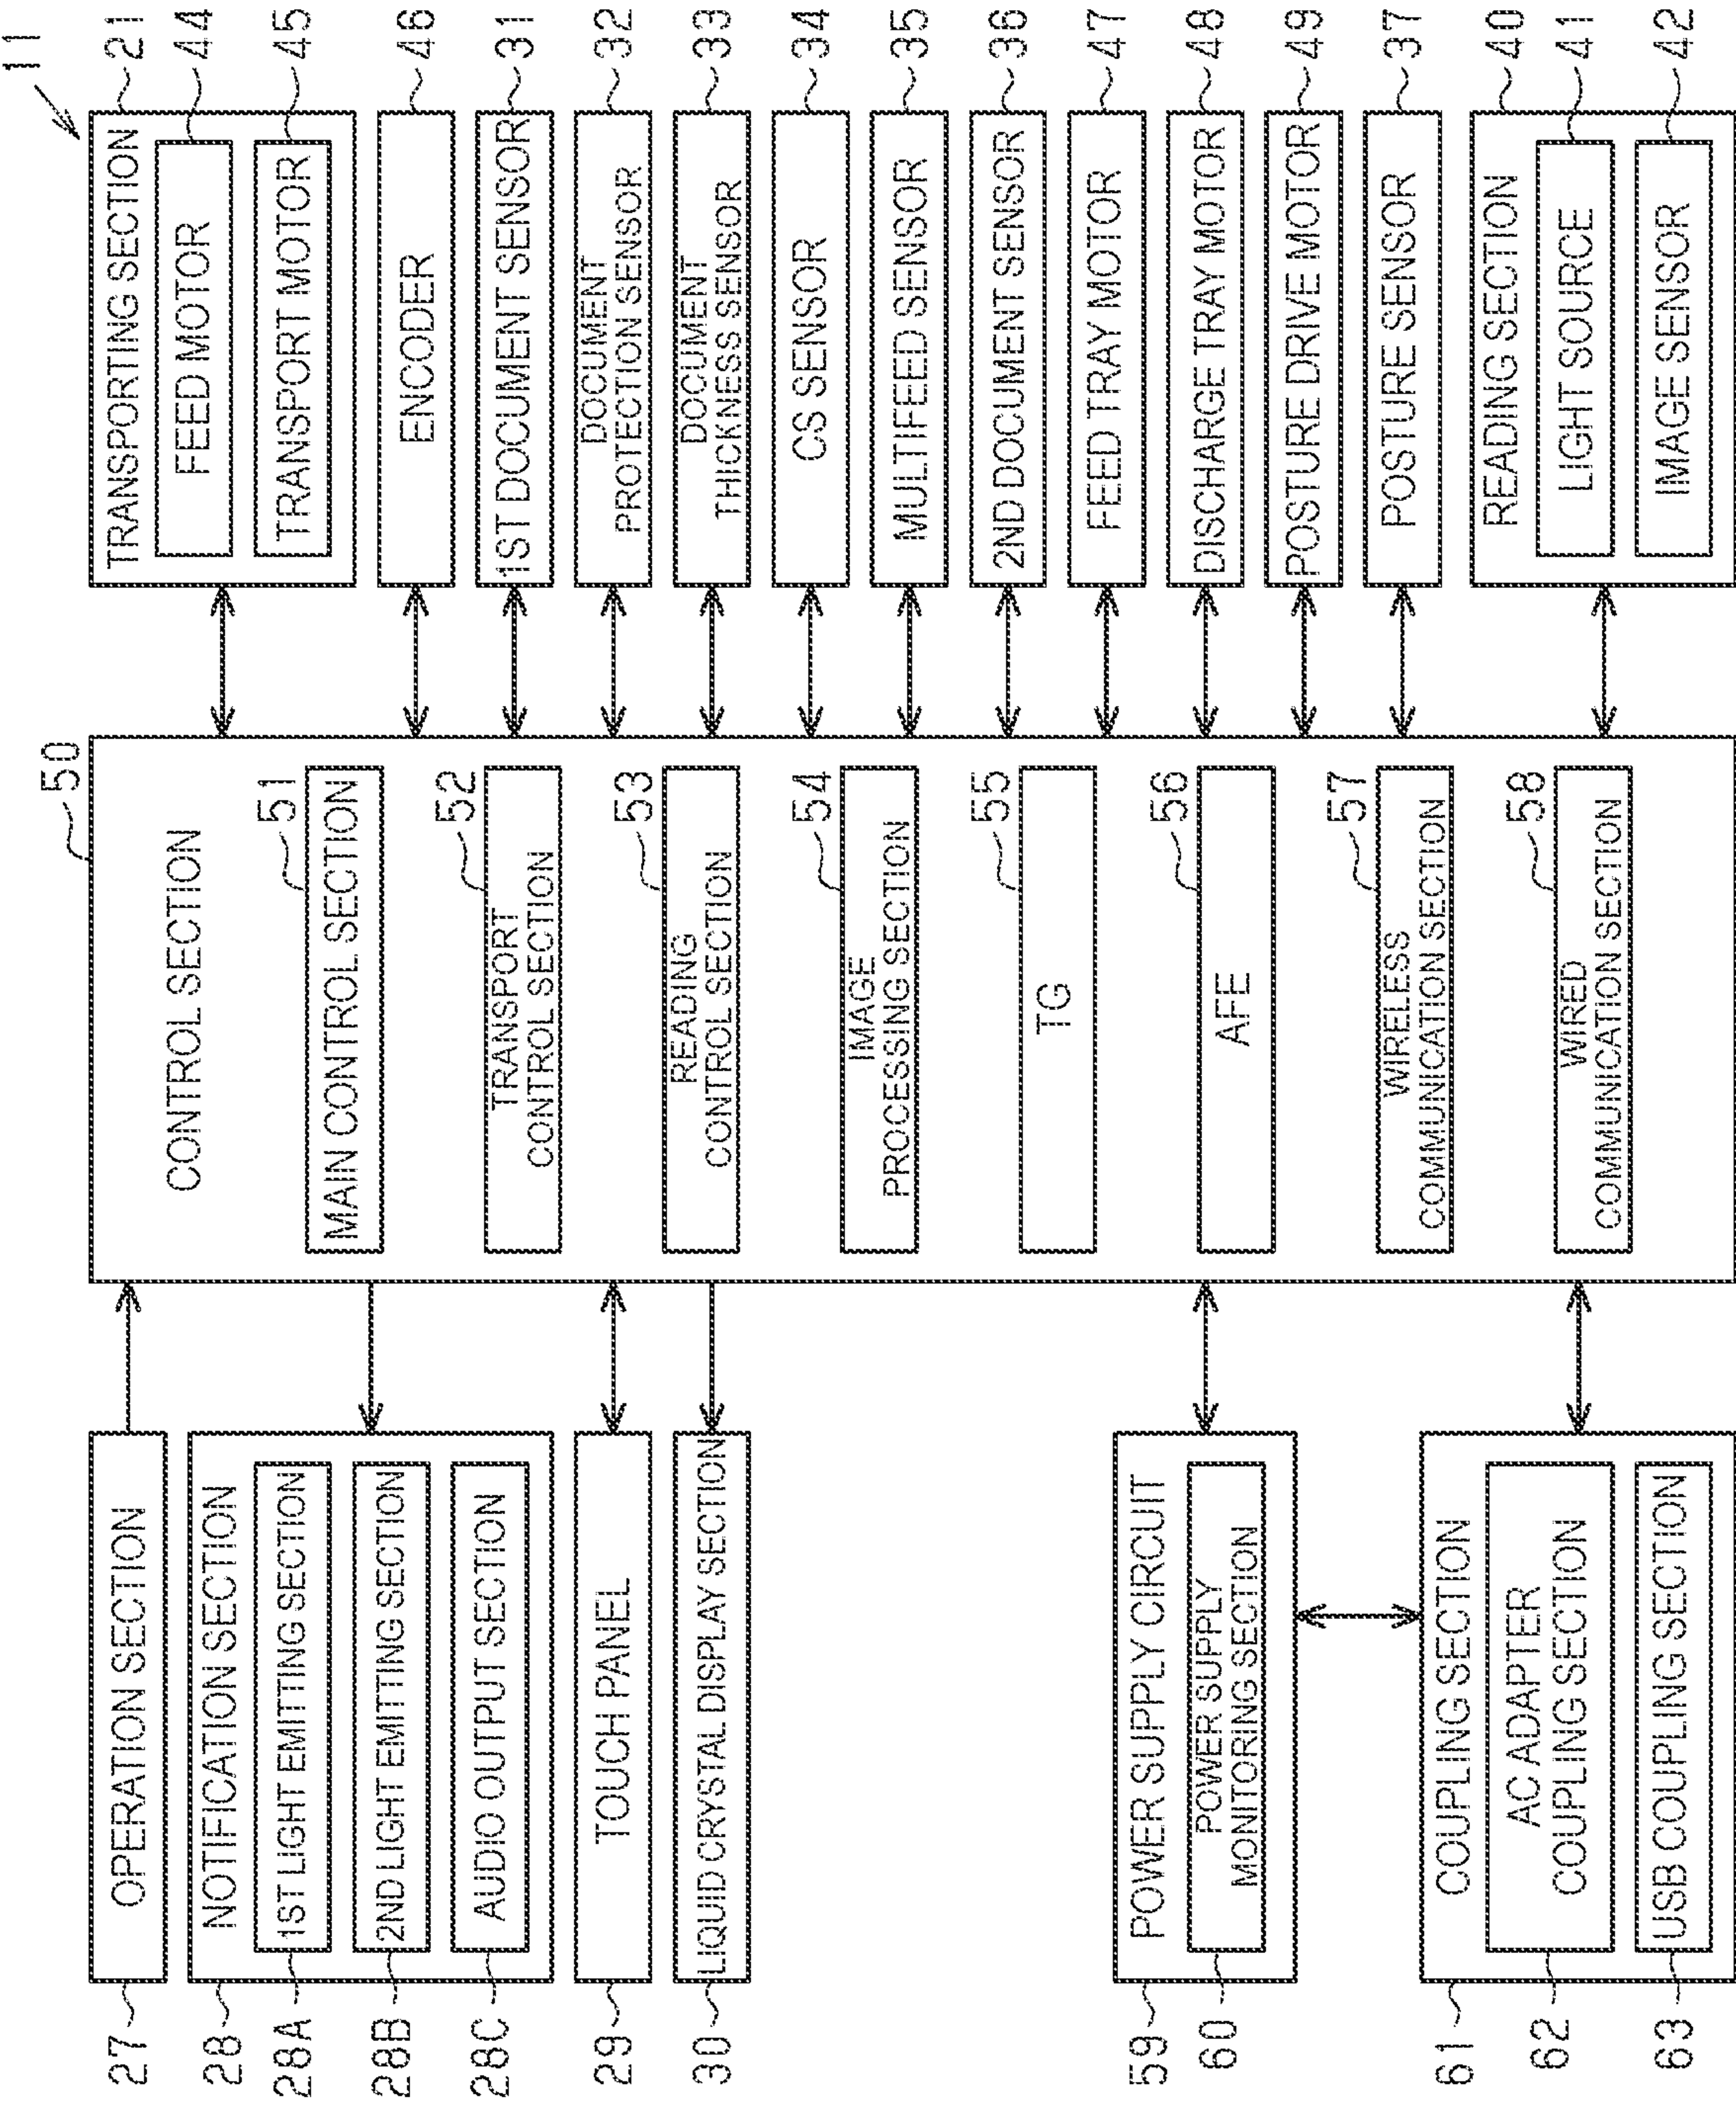 11
27
OPERATION SECTION
28
NOTIFICATION SECTION
28A
1ST LIGHT EMITTING SECTION
28B
2ND LIGHT EMITTING SECTION
28C
AUDIO OUTPUT SECTION
29
TOUCH PANEL
30
LIQUID CRYSTAL DISPLAY SECTION
59
POWER SUPPLY CIRCUIT
60
POWER SUPPLY
MONITORING SECTION
61
COUPLING SECTION
62
AC ADAPTER
COUPLING SECTION
63
USB COUPLING SECTION
50
CONTROL SECTION
51
MAIN CONTROL SECTION
52
TRANSPORT
CONTROL SECTION
53
READING
CONTROL SECTION
54
IMAGE
PROCESSING SECTION
55
TG
56
AFE
57
WIRELESS
COMMUNICATION SECTION
58
WIRED
COMMUNICATION SECTION
TRANSPORTING SECTION
21
FEED MOTOR
44
TRANSPORT MOTOR
45
ENCODER
46
1ST DOCUMENT SENSOR
31
DOCUMENT
PROTECTION SENSOR
32
DOCUMENT
THICKNESS SENSOR
33
CS SENSOR
34
MULTIFEED SENSOR
35
2ND DOCUMENT SENSOR
36
FEED TRAY MOTOR
47
DISCHARGE TRAY MOTOR
48
POSTURE DRIVE MOTOR
49
POSTURE SENSOR
37
READING SECTION
40
LIGHT SOURCE
41
IMAGE SENSOR
42